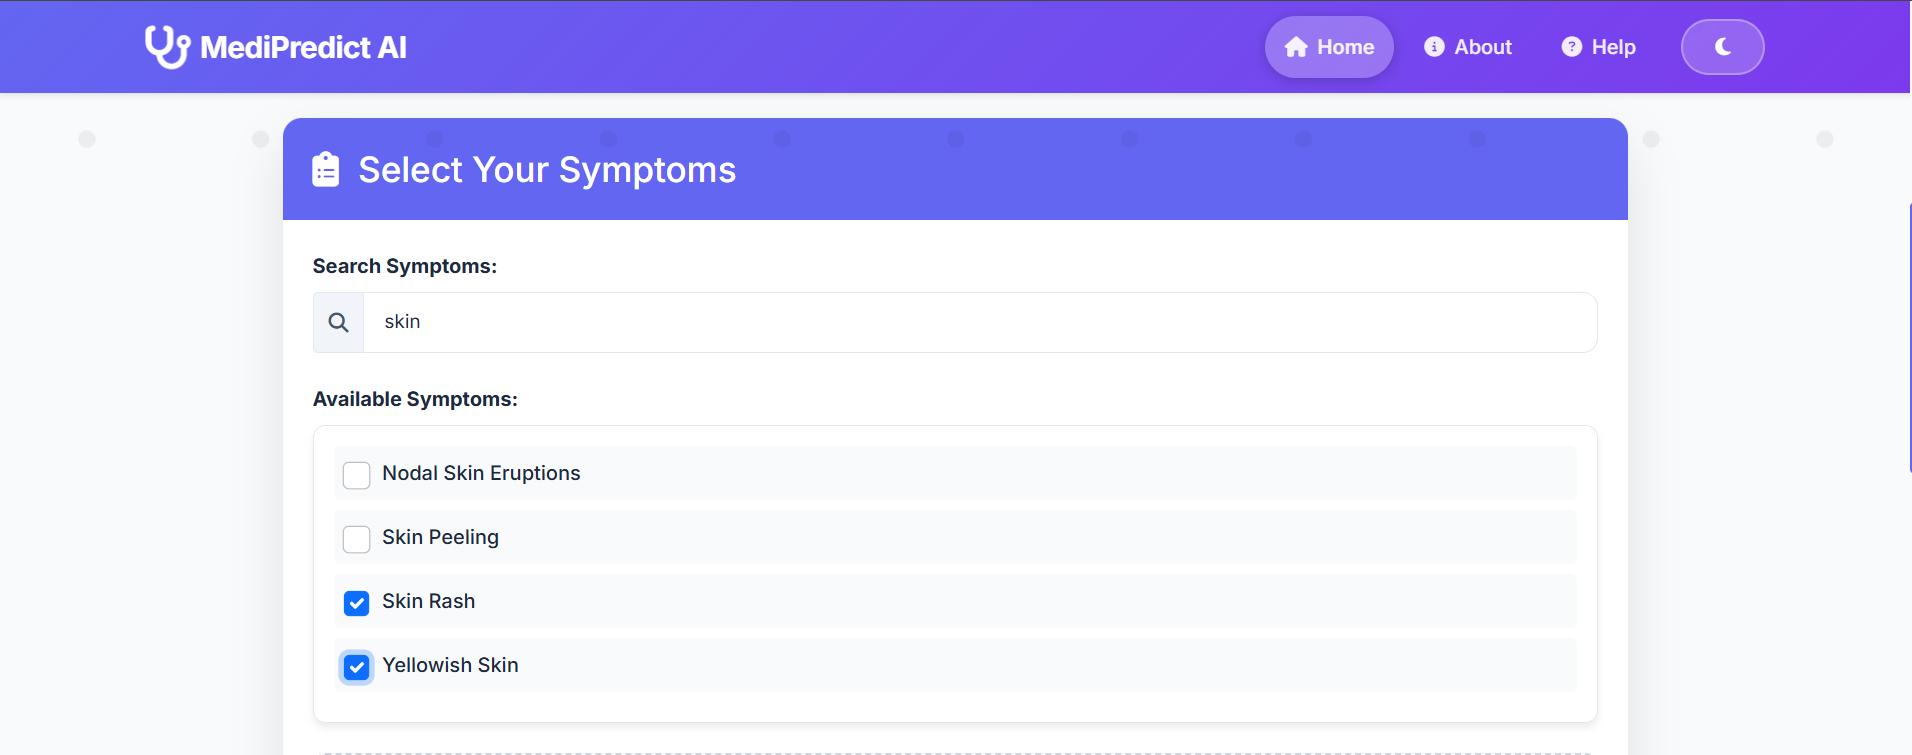 MediPredict AI
Home
About
Help
Select Your Symptoms
Search Symptoms:
skin
Available Symptoms:
Nodal Skin Eruptions
Skin Peeling
Skin Rash
Yellowish Skin